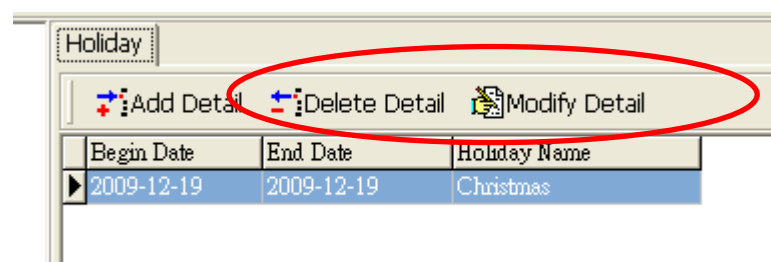 Holiday
Add Detail Delete Detail Modify Detail
Begin Date End Date Holiday Name
2009-12-19 2009-12-19 Christmas